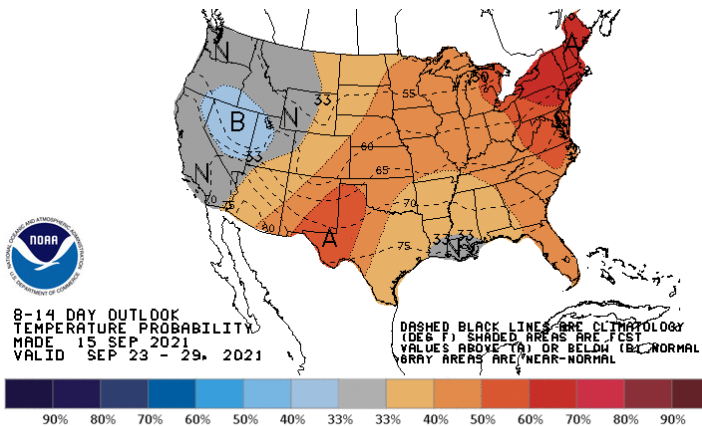 A
N
50
50
A
55
33
B
N
60
33
65
N
70
75
70
80
A
75
33
33
N
NATIONAL OCEANIC AND ATMOSPHERIC ADMINISTRATION
NOAA
U.S. DEPARTMENT OF COMMERCE
8-14 DAY OUTLOOK
TEMPERATURE PROBABILITY
MADE 15 SEP 2021
VALID SEP 23 - 29, 2021
DASHED BLACK LINES ARE CLIMATOLOGY
(DEG F) SHADED AREAS ARE FCST
VALUES ABOVE (A) OR BELOW (B) NORMAL
GRAY AREAS ARE NEAR-NORMAL
90% 80% 70% 60% 50% 40% 33% 33% 40% 50% 60% 70% 80% 90%